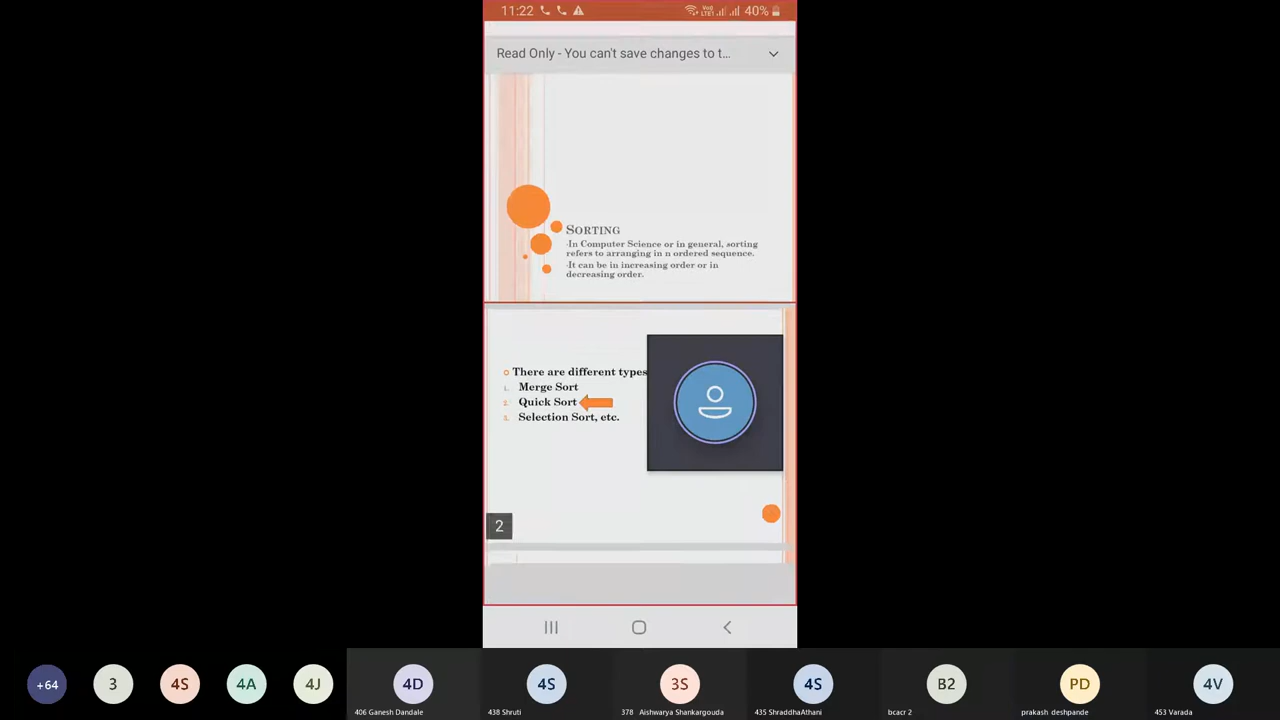 11:22 40%
Read Only - You can't save changes to t...
SORTING
·In Computer Science or in general, sorting
refers to arranging in n ordered sequence.
·It can be in increasing order or in
decreasing order.
There are different types
1. Merge Sort
2. Quick Sort
3. Selection Sort, etc.
2
+64 3 4S 4A 4J 4D 4S 3S 4S B2 PD 4V
406 Ganesh Dandale 438 Shruti 378 Aishwarya Shankargouda 435 ShraddhaAthani bcacr 2 prakash deshpande 453 Varada